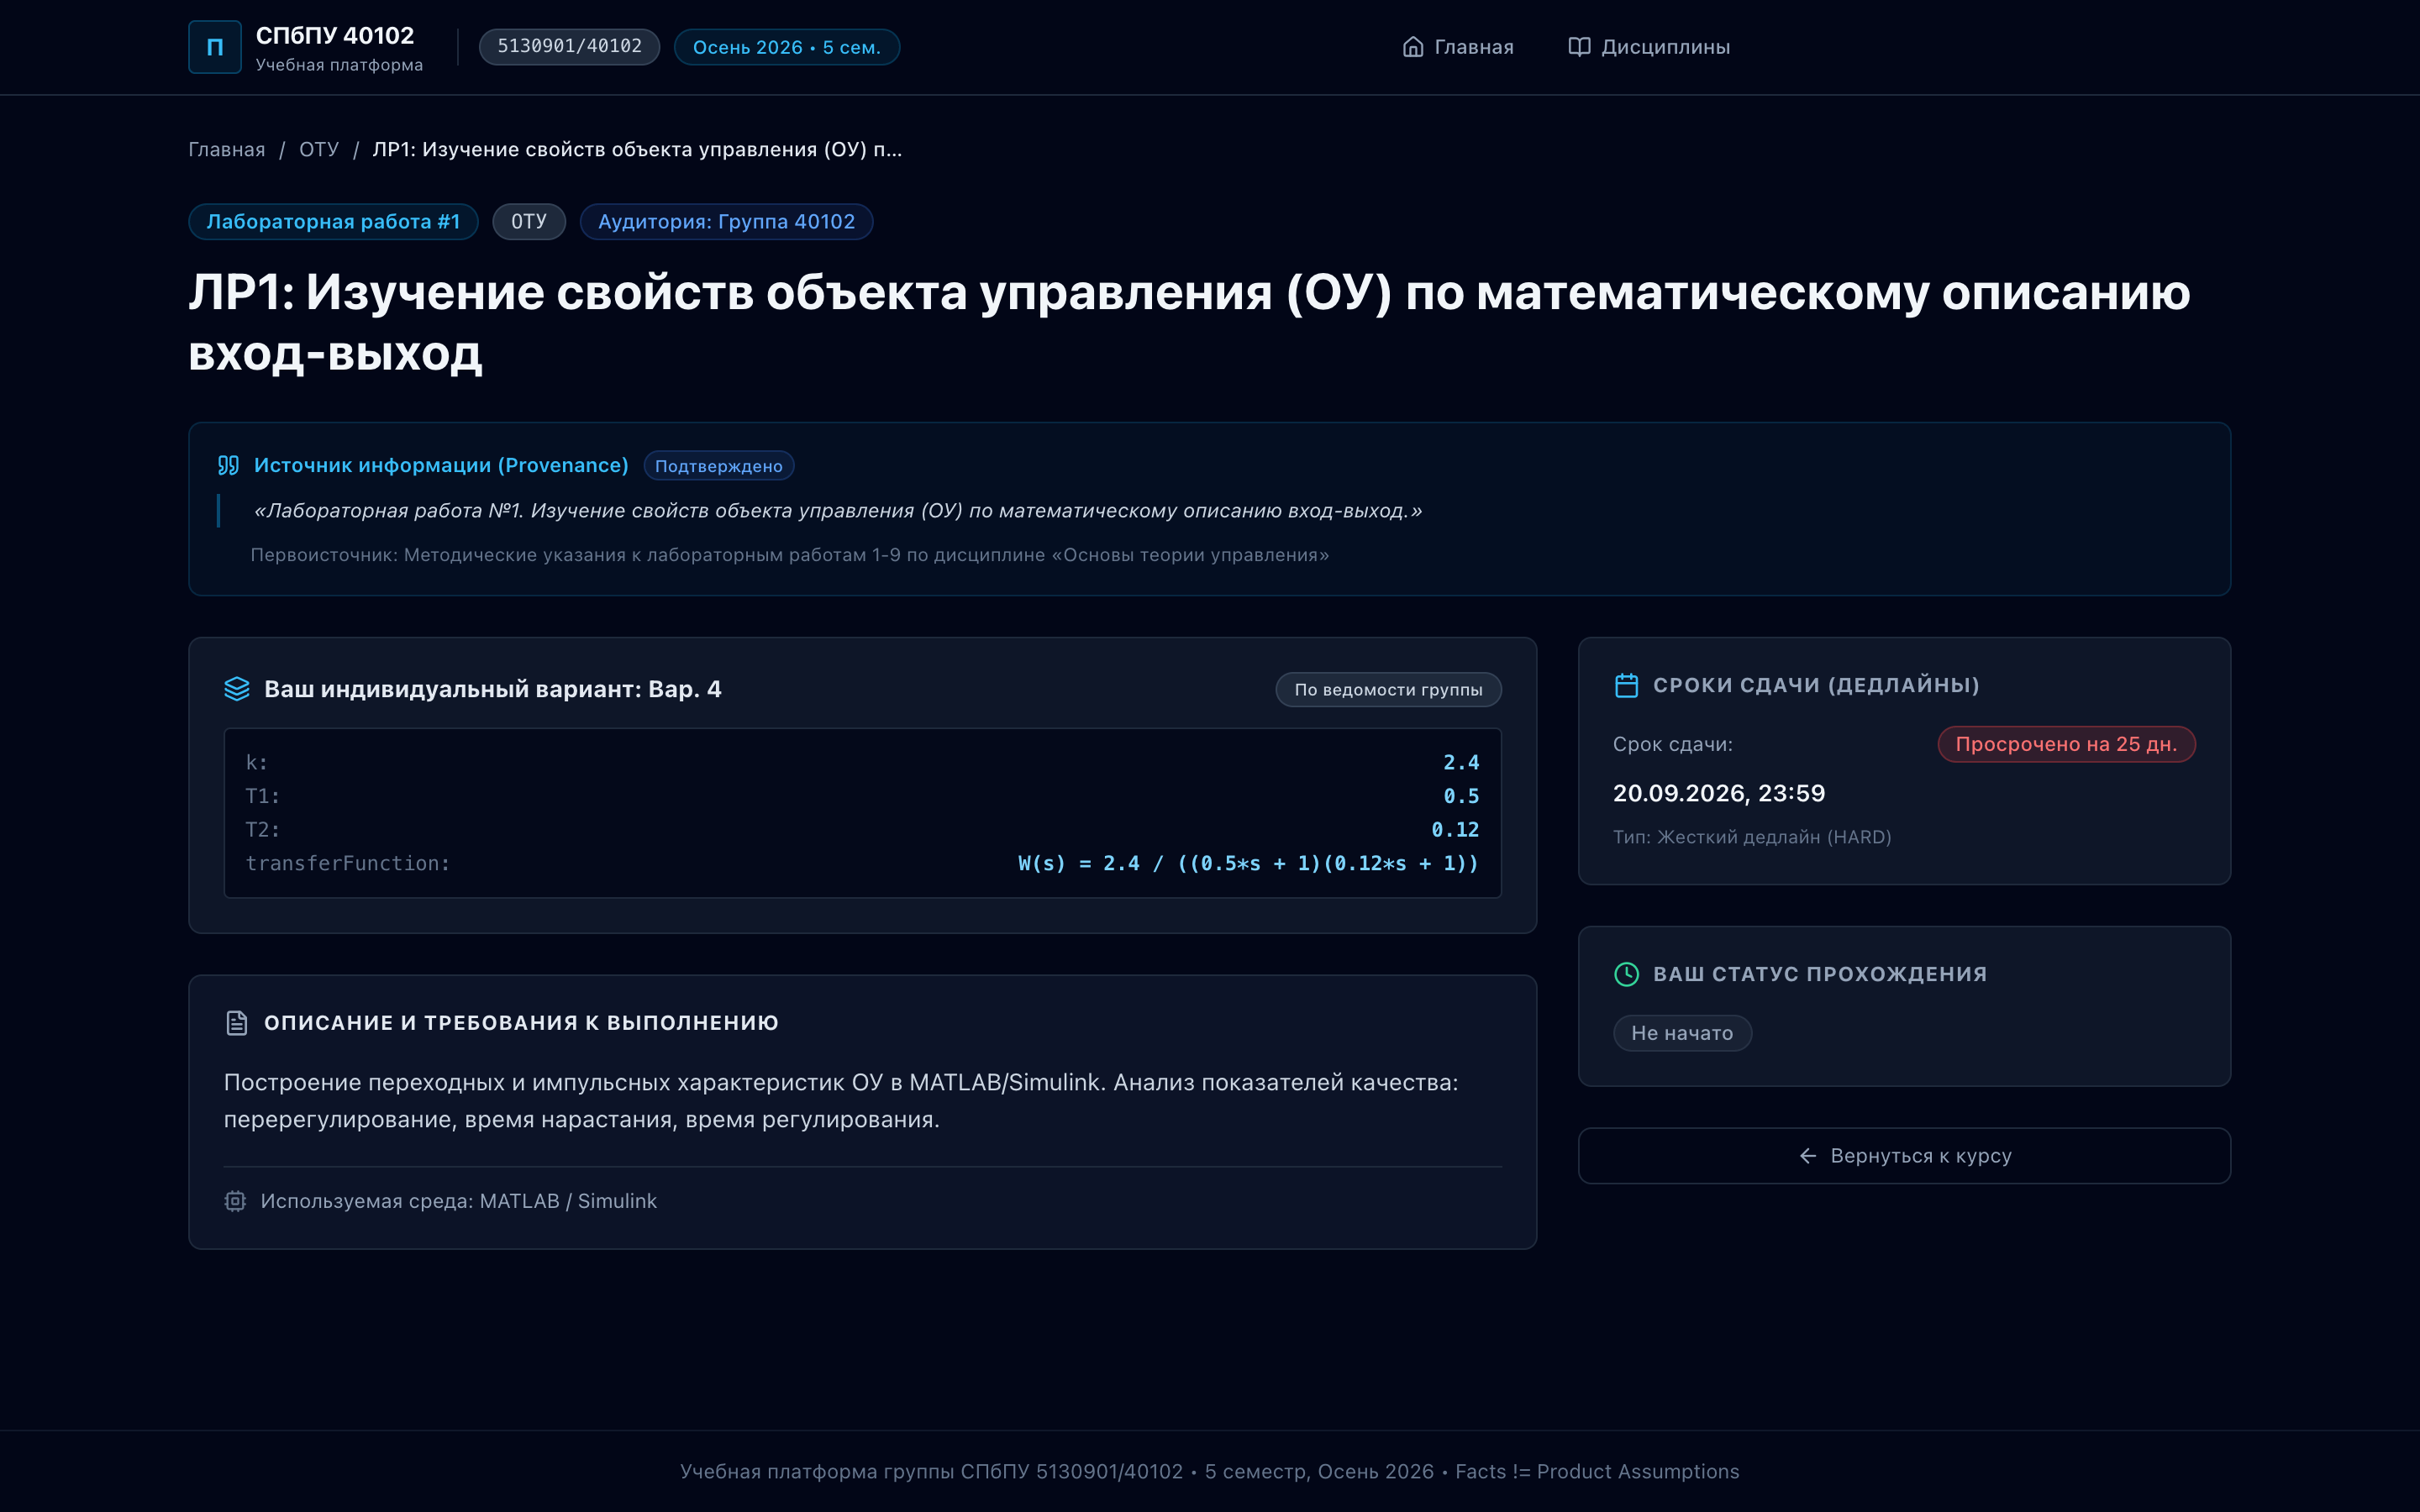 П
СПбПУ 40102
Учебная платформа
5130901/40102
Осень 2026 • 5 сем.
Главная
Дисциплины
Главная / ОТУ / ЛР1: Изучение свойств объекта управления (ОУ) п...
Лабораторная работа #1
ОТУ
Аудитория: Группа 40102
ЛР1: Изучение свойств объекта управления (ОУ) по математическому описанию
вход-выход
Источник информации (Provenance)
Подтверждено
«Лабораторная работа №1. Изучение свойств объекта управления (ОУ) по математическому описанию вход-выход.»
Первоисточник: Методические указания к лабораторным работам 1-9 по дисциплине «Основы теории управления»
Ваш индивидуальный вариант: Вар. 4
По ведомости группы
k: 2.4
T1: 0.5
T2: 0.12
transferFunction: W(s) = 2.4 / ((0.5*s + 1)(0.12*s + 1))
ОПИСАНИЕ И ТРЕБОВАНИЯ К ВЫПОЛНЕНИЮ
Построение переходных и импульсных характеристик ОУ в MATLAB/Simulink. Анализ показателей качества:
перерегулирование, время нарастания, время регулирования.
Используемая среда: MATLAB / Simulink
СРОКИ СДАЧИ (ДЕДЛАЙНЫ)
Срок сдачи:
Просрочено на 25 дн.
20.09.2026, 23:59
Тип: Жесткий дедлайн (HARD)
ВАШ СТАТУС ПРОХОЖДЕНИЯ
Не начато
← Вернуться к курсу
Учебная платформа группы СПбПУ 5130901/40102 • 5 семестр, Осень 2026 • Facts != Product Assumptions